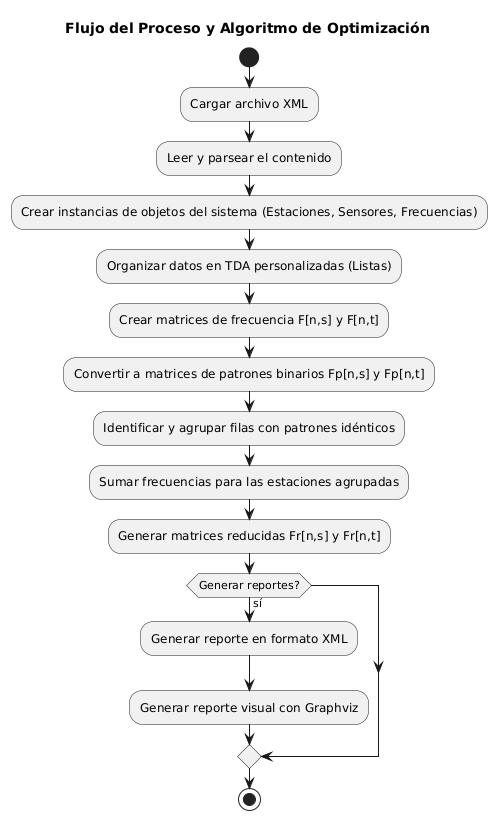 Flujo del Proceso y Algoritmo de Optimización
Cargar archivo XML
Leer y parsear el contenido
Crear instancias de objetos del sistema (Estaciones, Sensores, Frecuencias)
Organizar datos en TDA personalizadas (Listas)
Crear matrices de frecuencia F[n,s] y F[n,t]
Convertir a matrices de patrones binarios Fp[n,s] y Fp[n,t]
Identificar y agrupar filas con patrones idénticos
Sumar frecuencias para las estaciones agrupadas
Generar matrices reducidas Fr[n,s] y Fr[n,t]
Generar reportes?
sí
Generar reporte en formato XML
Generar reporte visual con Graphviz